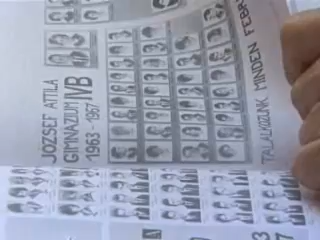 JÓZSEF ATTILA
GIMNÁZIUM IVB
1963-1967
TALÁLKOZUNK MINDEN FEBR